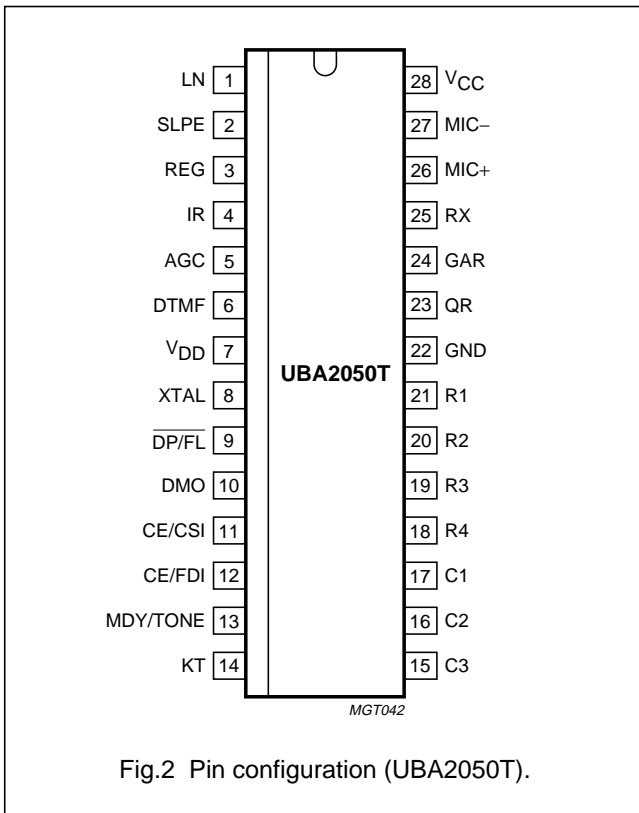 LN 1 28 VCC
SLPE 2 27 MIC−
REG 3 26 MIC+
IR 4 25 RX
AGC 5 24 GAR
DTMF 6 23 QR
VDD 7 22 GND
UBA2050T
XTAL 8 21 R1
DP/FL 9 20 R2
DMO 10 19 R3
CE/CSI 11 18 R4
CE/FDI 12 17 C1
MDY/TONE 13 16 C2
KT 14 15 C3
MGT042
Fig.2 Pin configuration (UBA2050T).